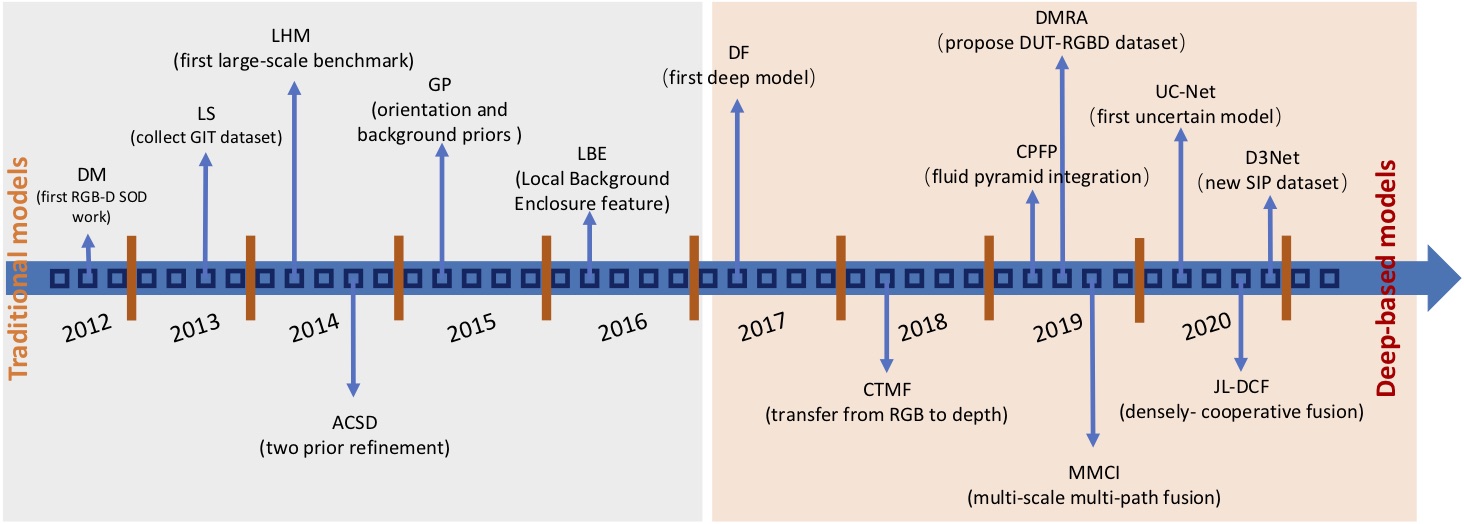 Traditional models
DM
(first RGB-D SOD
work)
LS
(collect GIT dataset)
LHM
(first large-scale benchmark)
GP
(orientation and
background priors )
LBE
(Local Background
Enclosure feature)
DF
(first deep model)
DMRA
(propose DUT-RGBD dataset)
CPFP
(fluid pyramid integration)
UC-Net
(first uncertain model)
D3Net
(new SIP dataset)
2012
2013
2014
2015
2016
2017
2018
2019
2020
ACSD
(two prior refinement)
CTMF
(transfer from RGB to depth)
MMCI
(multi-scale multi-path fusion)
JL-DCF
(densely- cooperative fusion)
Deep-based models